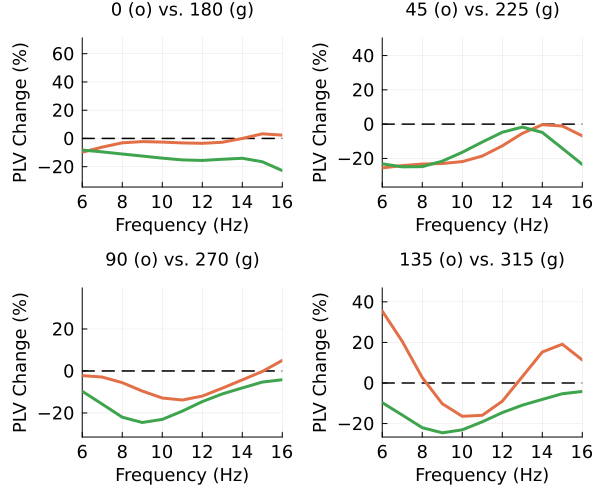 0 (o) vs. 180 (g)
PLV Change (%)
60
40
20
0
−20
6 8 10 12 14 16
Frequency (Hz)
45 (o) vs. 225 (g)
PLV Change (%)
40
20
0
−20
6 8 10 12 14 16
Frequency (Hz)
90 (o) vs. 270 (g)
PLV Change (%)
20
0
−20
6 8 10 12 14 16
Frequency (Hz)
135 (o) vs. 315 (g)
PLV Change (%)
40
20
0
−20
6 8 10 12 14 16
Frequency (Hz)